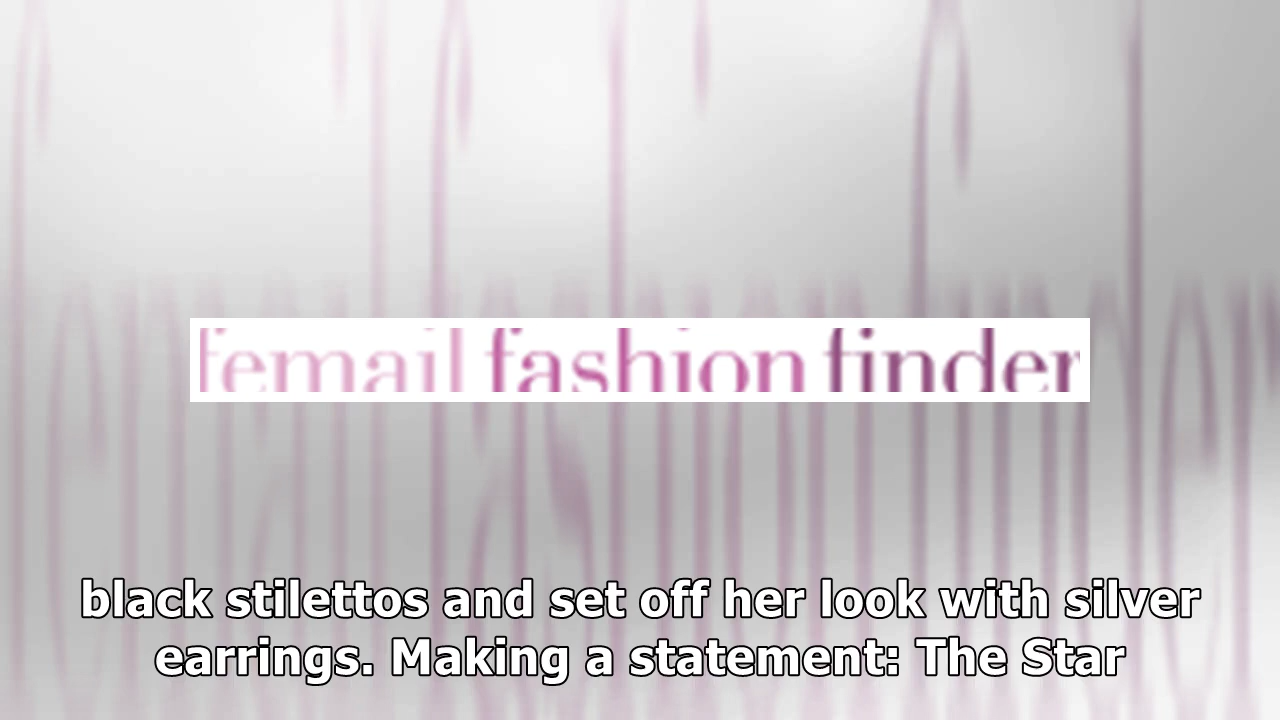 femail fashion finder
black stilettos and set off her look with silver
earrings. Making a statement: The Star